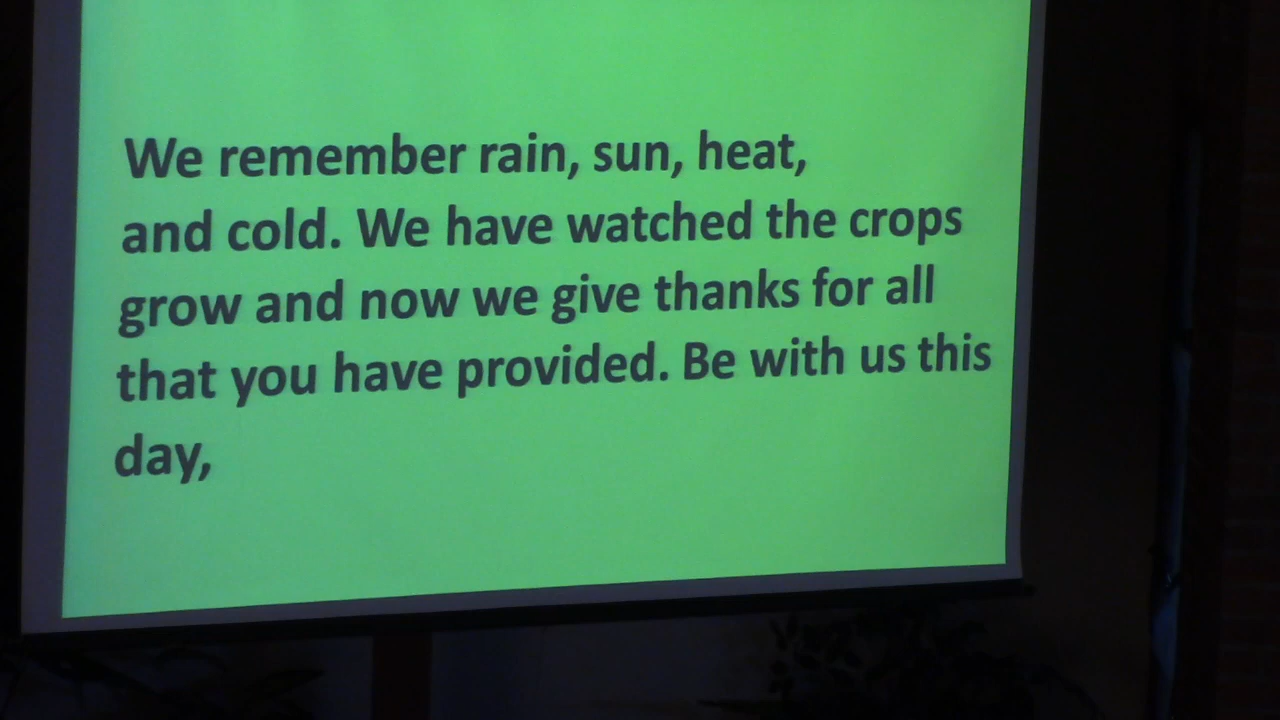 We remember rain, sun, heat,
and cold. We have watched the crops
grow and now we give thanks for all
that you have provided. Be with us this
day,